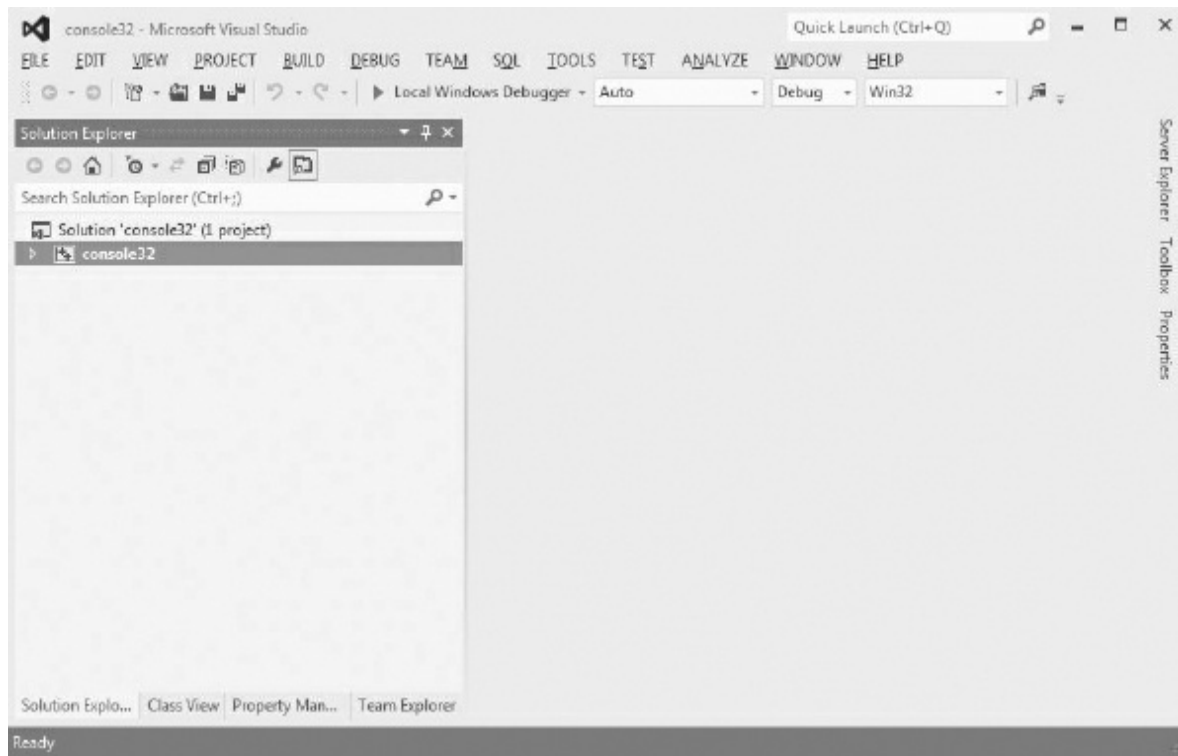 console32 - Microsoft Visual Studio
Quick Launch (Ctrl+Q)
FILE EDIT VIEW PROJECT BUILD DEBUG TEAM SQL TOOLS TEST ANALYZE WINDOW HELP
Local Windows Debugger Auto Debug Win32
Solution Explorer
Search Solution Explorer (Ctrl+;)
Solution 'console32' (1 project)
console32
Server Explorer
Toolbox
Properties
Solution Explo... Class View Property Man... Team Explorer
Ready